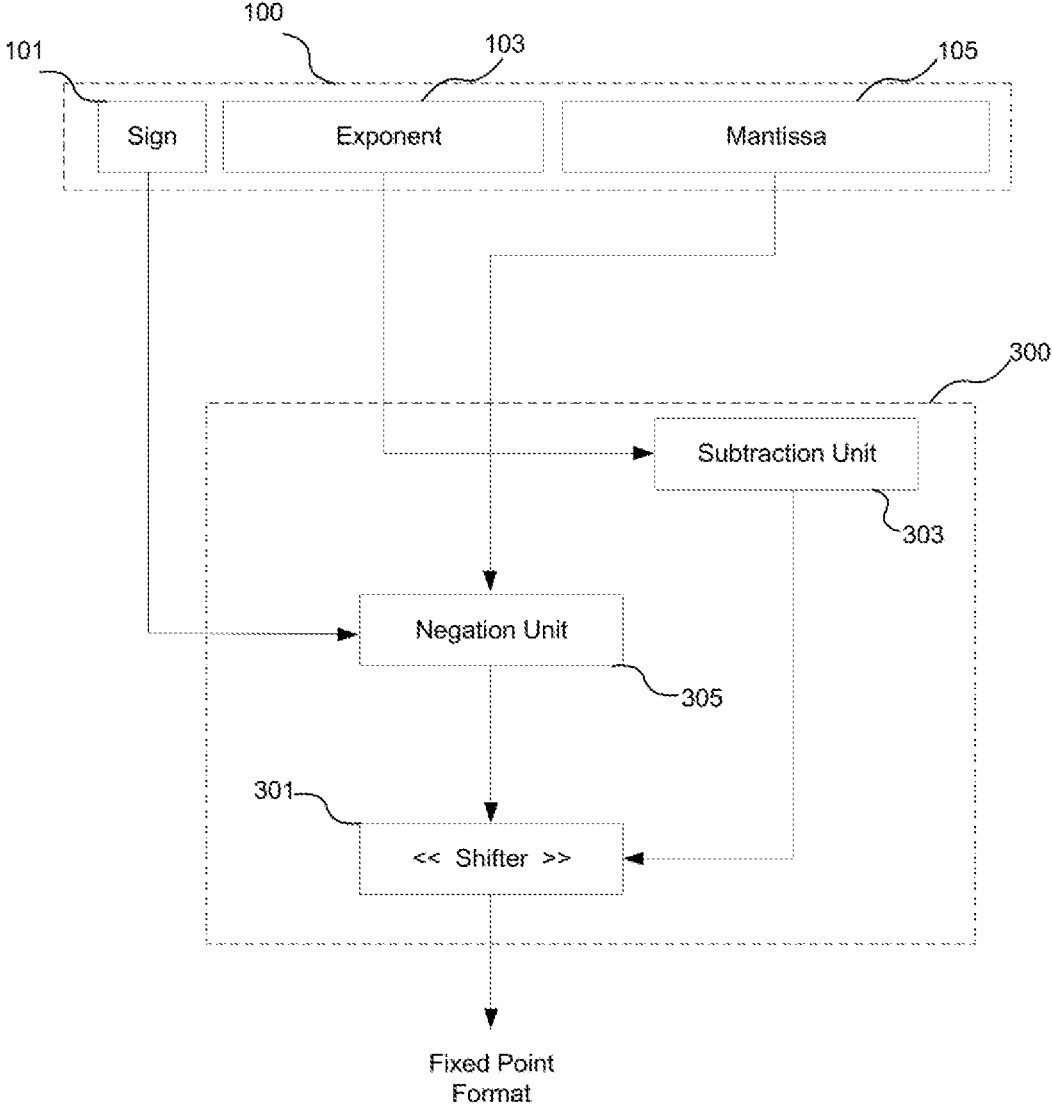 100
101
103
105
Sign
Exponent
Mantissa
300
Subtraction Unit
303
Negation Unit
305
301
<< Shifter >>
Fixed Point
Format